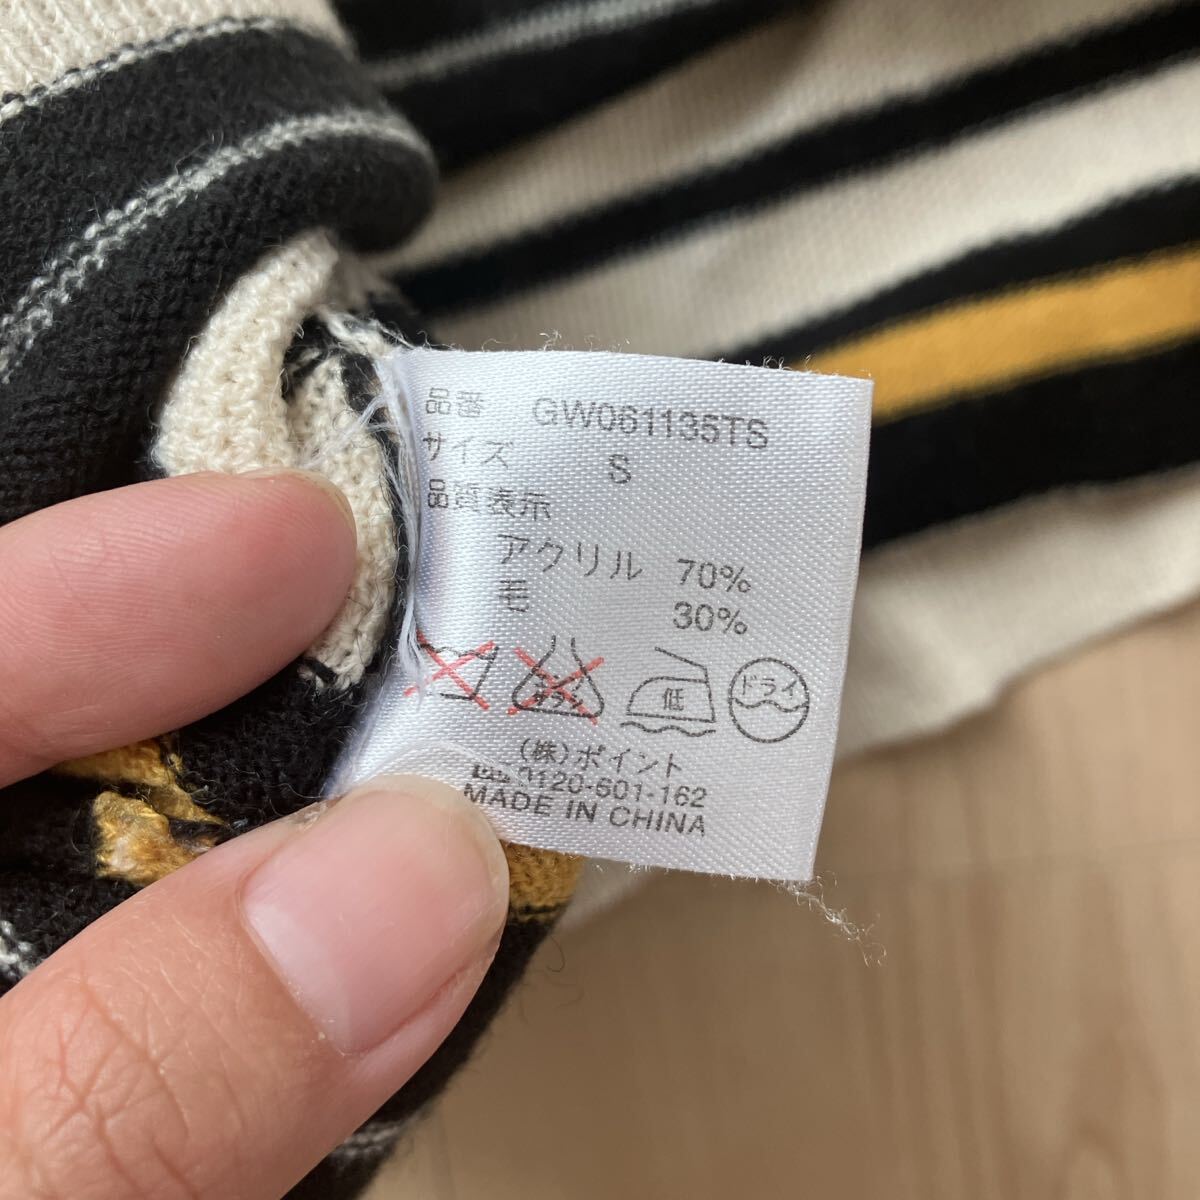 品番 GW061135TS
サイズ S
品質表示
アクリル 70%
毛 30%
低 ドライ
(株)ポイント
0120-601-162
MADE IN CHINA